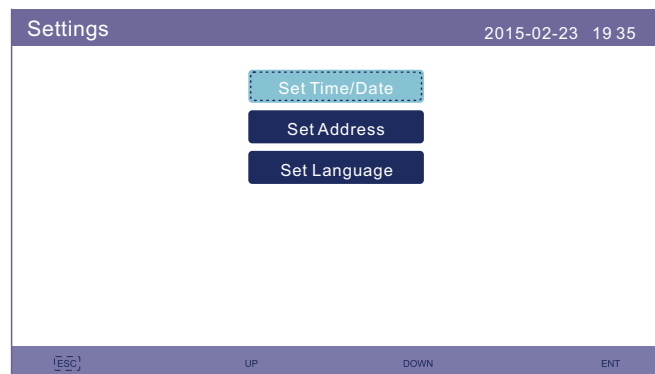 Settings 2015-02-23 19 35
Set Time/Date
Set Address
Set Language
ESC UP DOWN ENT